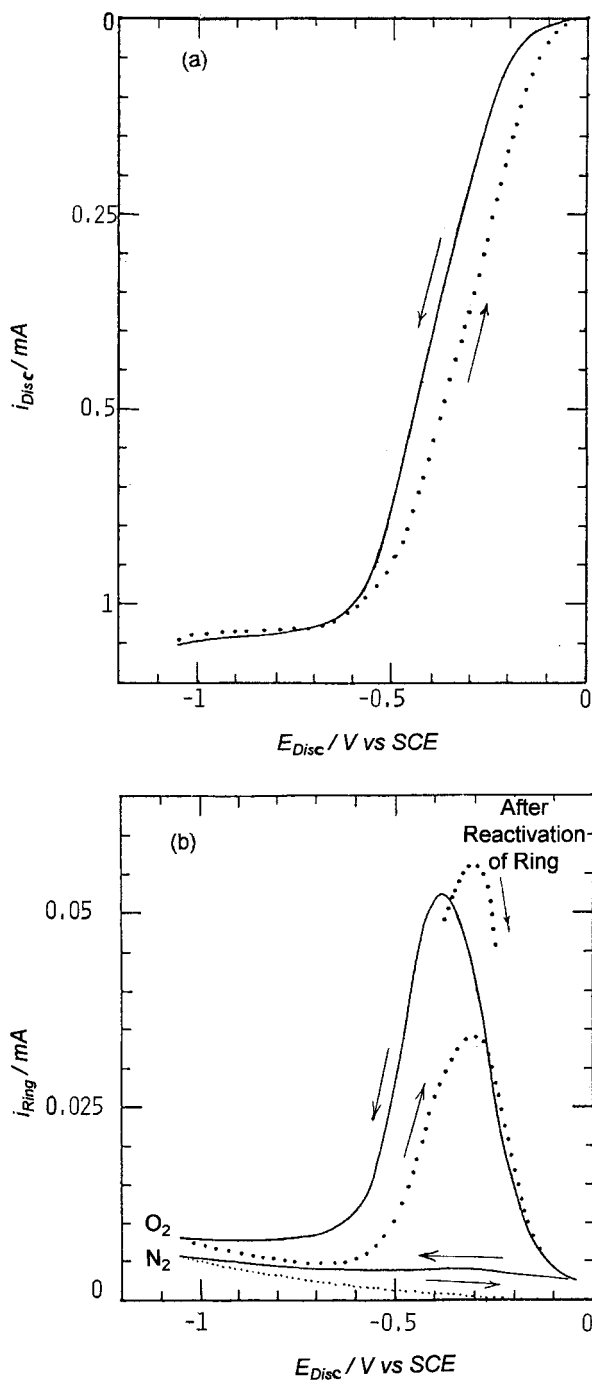 0
(a)
0.25
0.5
1
i_Disc / mA
-1
-0.5
0
E_Disc / V vs SCE
After
Reactivation
of Ring
(b)
0.05
0.025
0
i_Ring / mA
O2
N2
-1
-0.5
0
E_Disc / V vs SCE